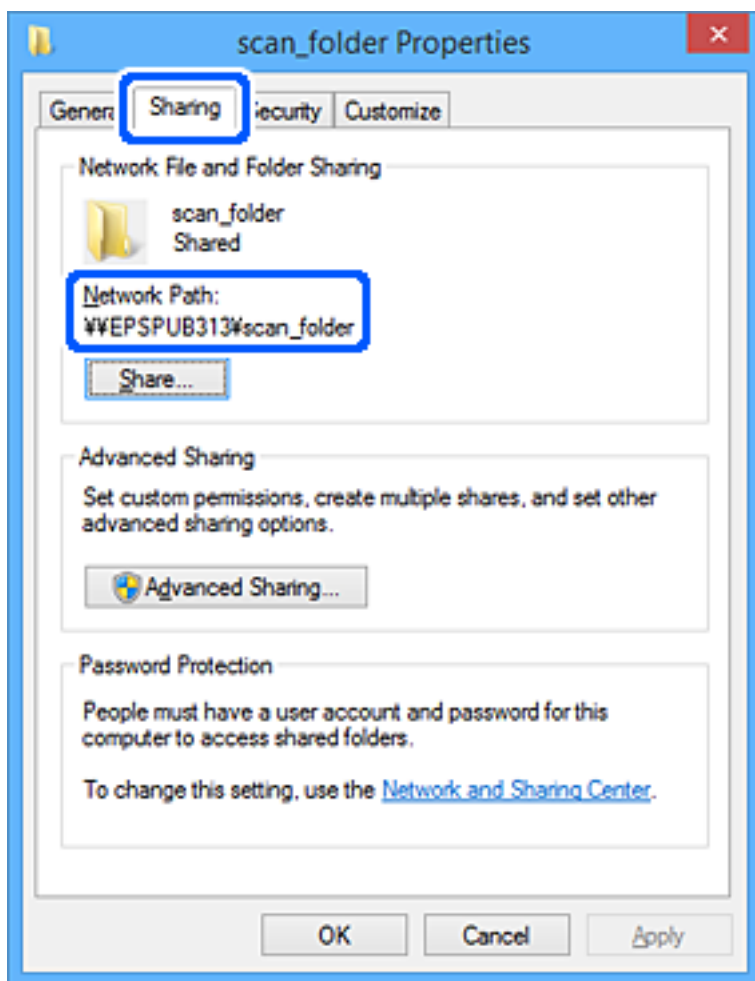 scan_folder Properties
General Sharing Security Customize
Network File and Folder Sharing
scan_folder
Shared
Network Path:
¥¥EPSPUB313¥scan_folder
Share...
Advanced Sharing
Set custom permissions, create multiple shares, and set other
advanced sharing options.
Advanced Sharing...
Password Protection
People must have a user account and password for this
computer to access shared folders.
To change this setting, use the Network and Sharing Center.
OK Cancel Apply